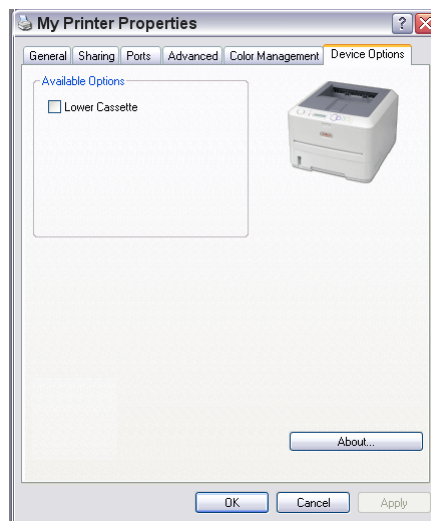 My Printer Properties
General Sharing Ports Advanced Color Management Device Options
Available Options
Lower Cassette
About...
OK Cancel Apply